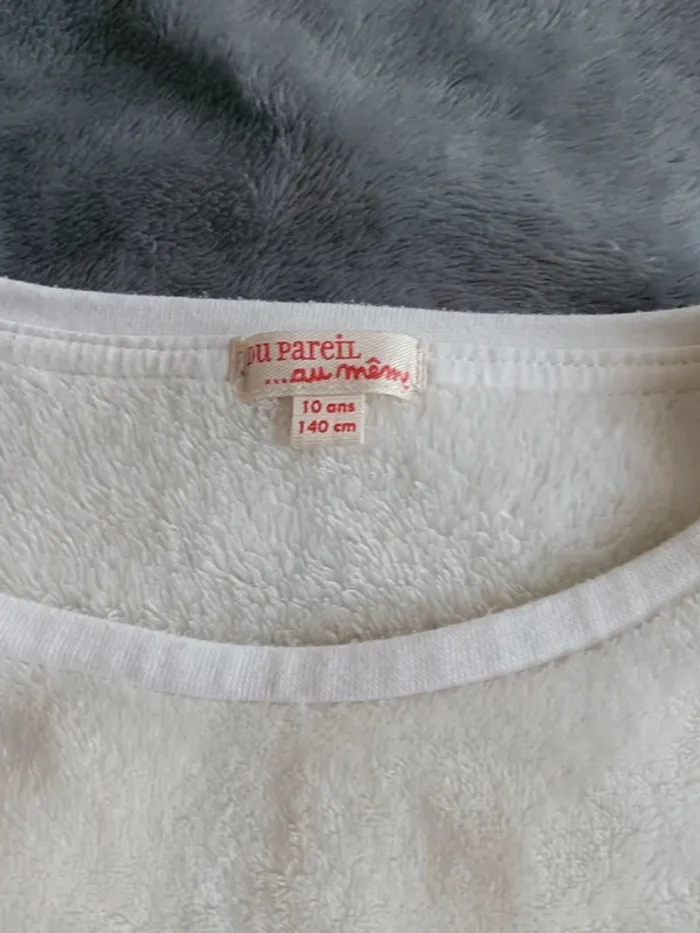 DU PAREIL
...au même
10 ans
140 cm